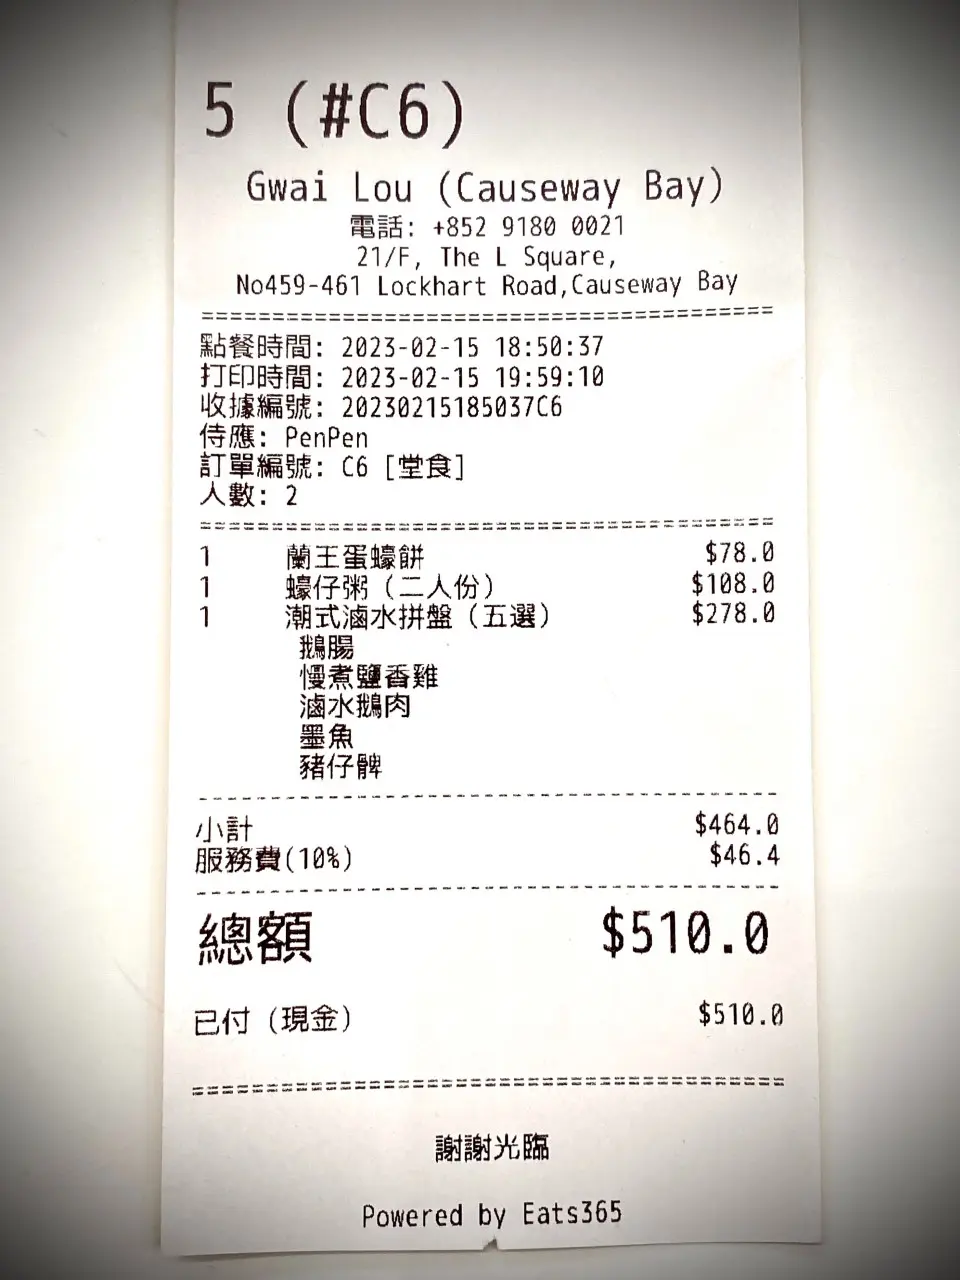 5 (#C6)
Gwai Lou (Causeway Bay)
電話: +852 9180 0021
21/F, The L Square,
No459-461 Lockhart Road,Causeway Bay
========================================
點餐時間: 2023-02-15 18:50:37
打印時間: 2023-02-15 19:59:10
收據編號: 20230215185037C6
侍應: PenPen
訂單編號: C6 [堂食]
人數: 2
========================================
1 蘭王蛋蠔餅 $78.0
1 蠔仔粥 (二人份) $108.0
1 潮式滷水拼盤 (五選) $278.0
鵝腸
慢煮鹽香雞
滷水鵝肉
墨魚
豬仔髀
----------------------------------------
小計 $464.0
服務費(10%) $46.4
----------------------------------------
總額 $510.0
已付 (現金) $510.0
========================================
謝謝光臨
Powered by Eats365